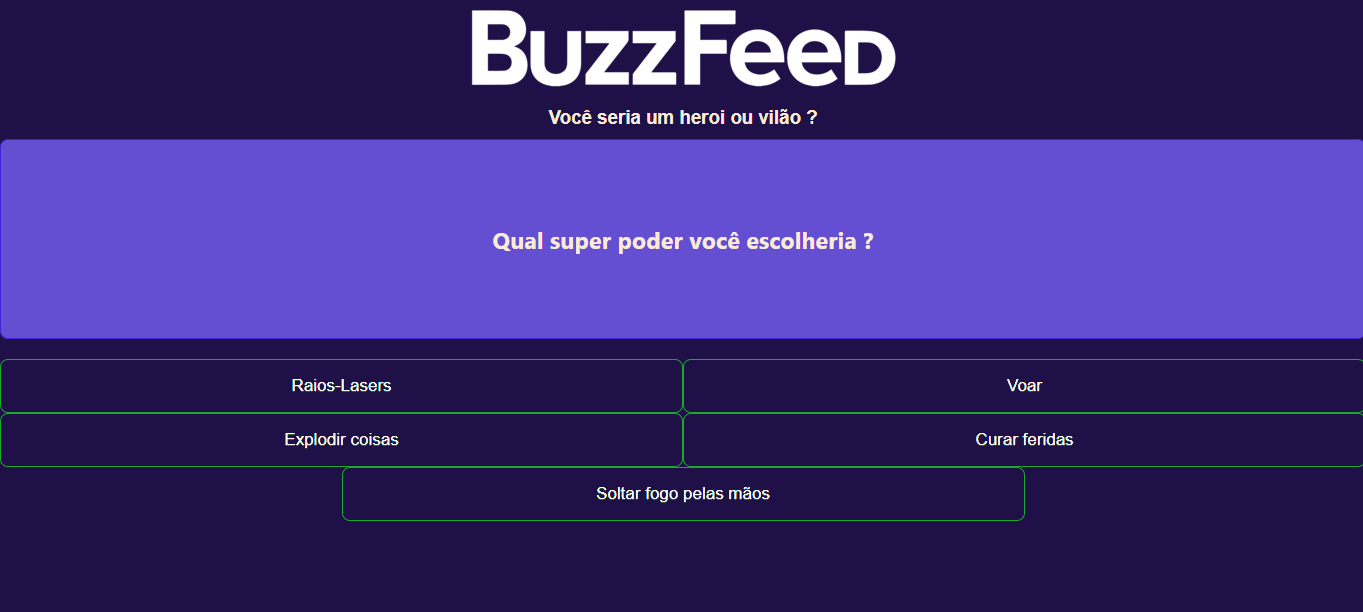 BuzzFeed
Você seria um heroi ou vilão ?
Qual super poder você escolheria ?
Raios-Lasers
Voar
Explodir coisas
Curar feridas
Soltar fogo pelas mãos